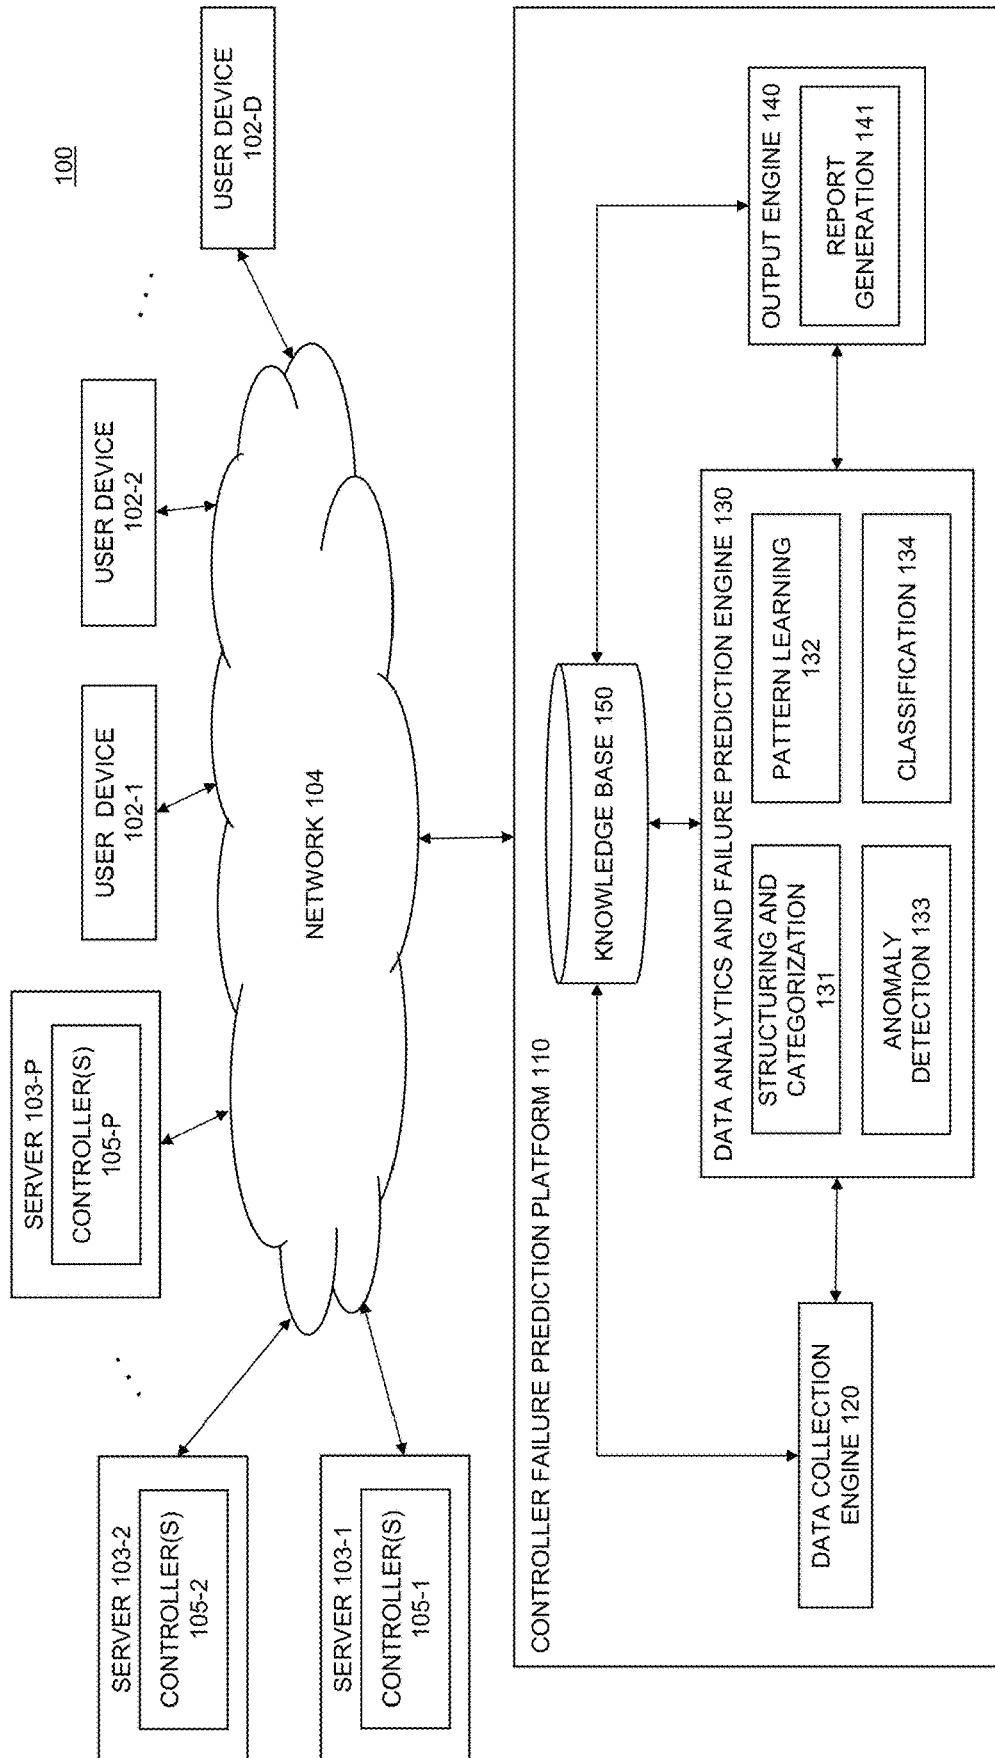 100
SERVER 103-2
CONTROLLER(S)
105-2
SERVER 103-1
CONTROLLER(S)
105-1
. . .
SERVER 103-P
CONTROLLER(S)
105-P
USER DEVICE
102-1
USER DEVICE
102-2
. . .
USER DEVICE
102-D
NETWORK 104
CONTROLLER FAILURE PREDICTION PLATFORM 110
KNOWLEDGE BASE 150
DATA COLLECTION
ENGINE 120
DATA ANALYTICS AND FAILURE PREDICTION ENGINE 130
STRUCTURING AND
CATEGORIZATION
131
PATTERN LEARNING
132
ANOMALY
DETECTION 133
CLASSIFICATION 134
OUTPUT ENGINE 140
REPORT
GENERATION 141